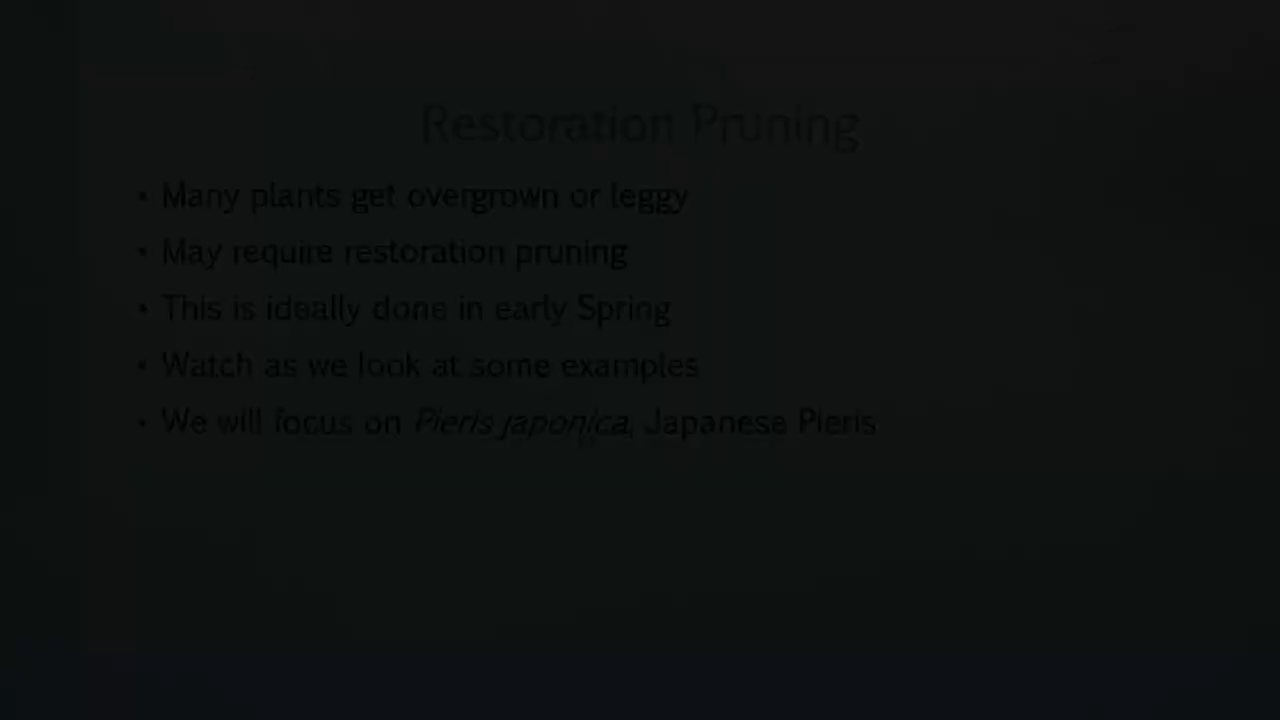 Restoration Pruning
• Many plants get overgrown or leggy
• May require restoration pruning
• This is ideally done in early Spring
• Watch as we look at some examples
• We will focus on Pieris japonica, Japanese Pieris